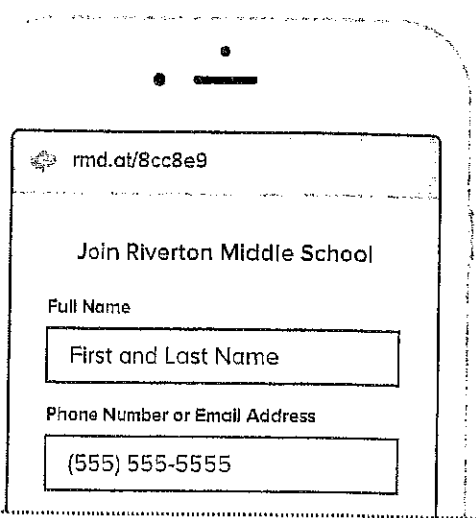 rmd.at/8cc8e9
Join Riverton Middle School
Full Name
First and Last Name
Phone Number or Email Address
(555) 555-5555